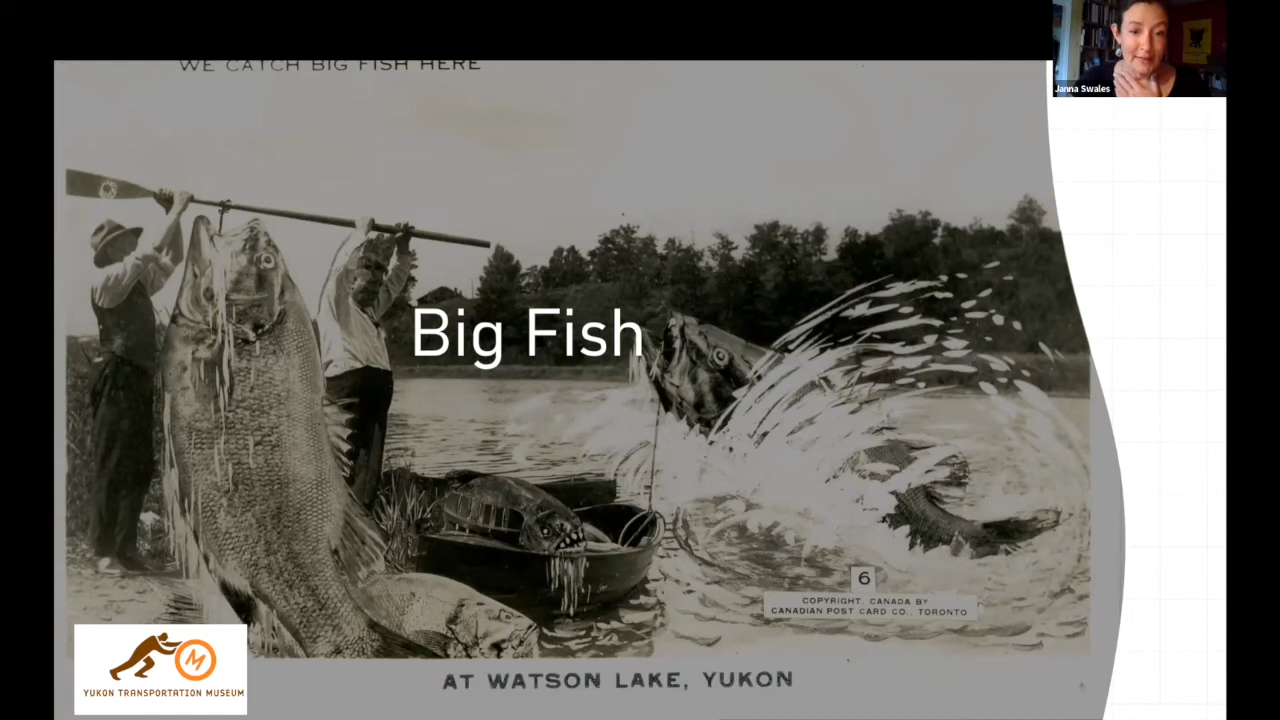 WE CATCH BIG FISH HERE
Janna Swales
Big Fish
6
COPYRIGHT, CANADA BY
CANADIAN POST CARD CO., TORONTO
AT WATSON LAKE, YUKON
M
YUKON TRANSPORTATION MUSEUM